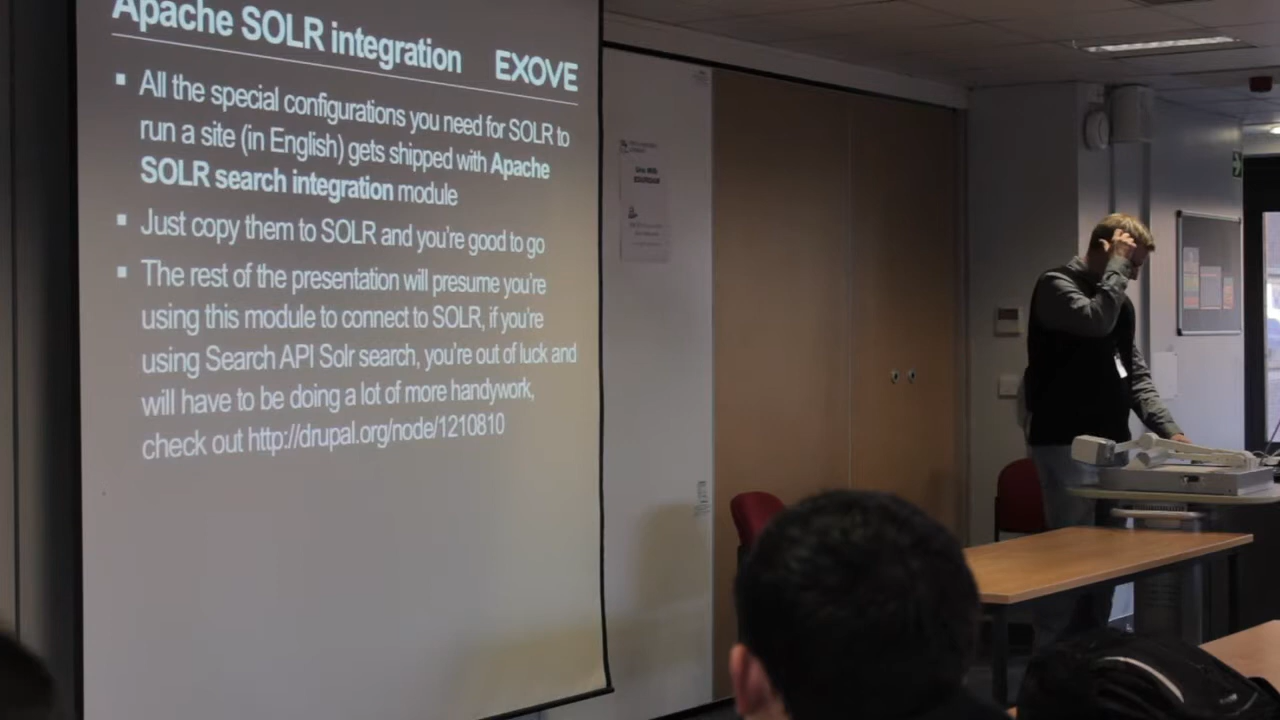 Apache SOLR integration
EXOVE
▪ All the special configurations you need for SOLR to
run a site (in English) gets shipped with Apache
SOLR search integration module
▪ Just copy them to SOLR and you're good to go
▪ The rest of the presentation will presume you're
using this module to connect to SOLR, if you're
using Search API Solr search, you're out of luck and
will have to be doing a lot of more handywork,
check out http://drupal.org/node/1210810